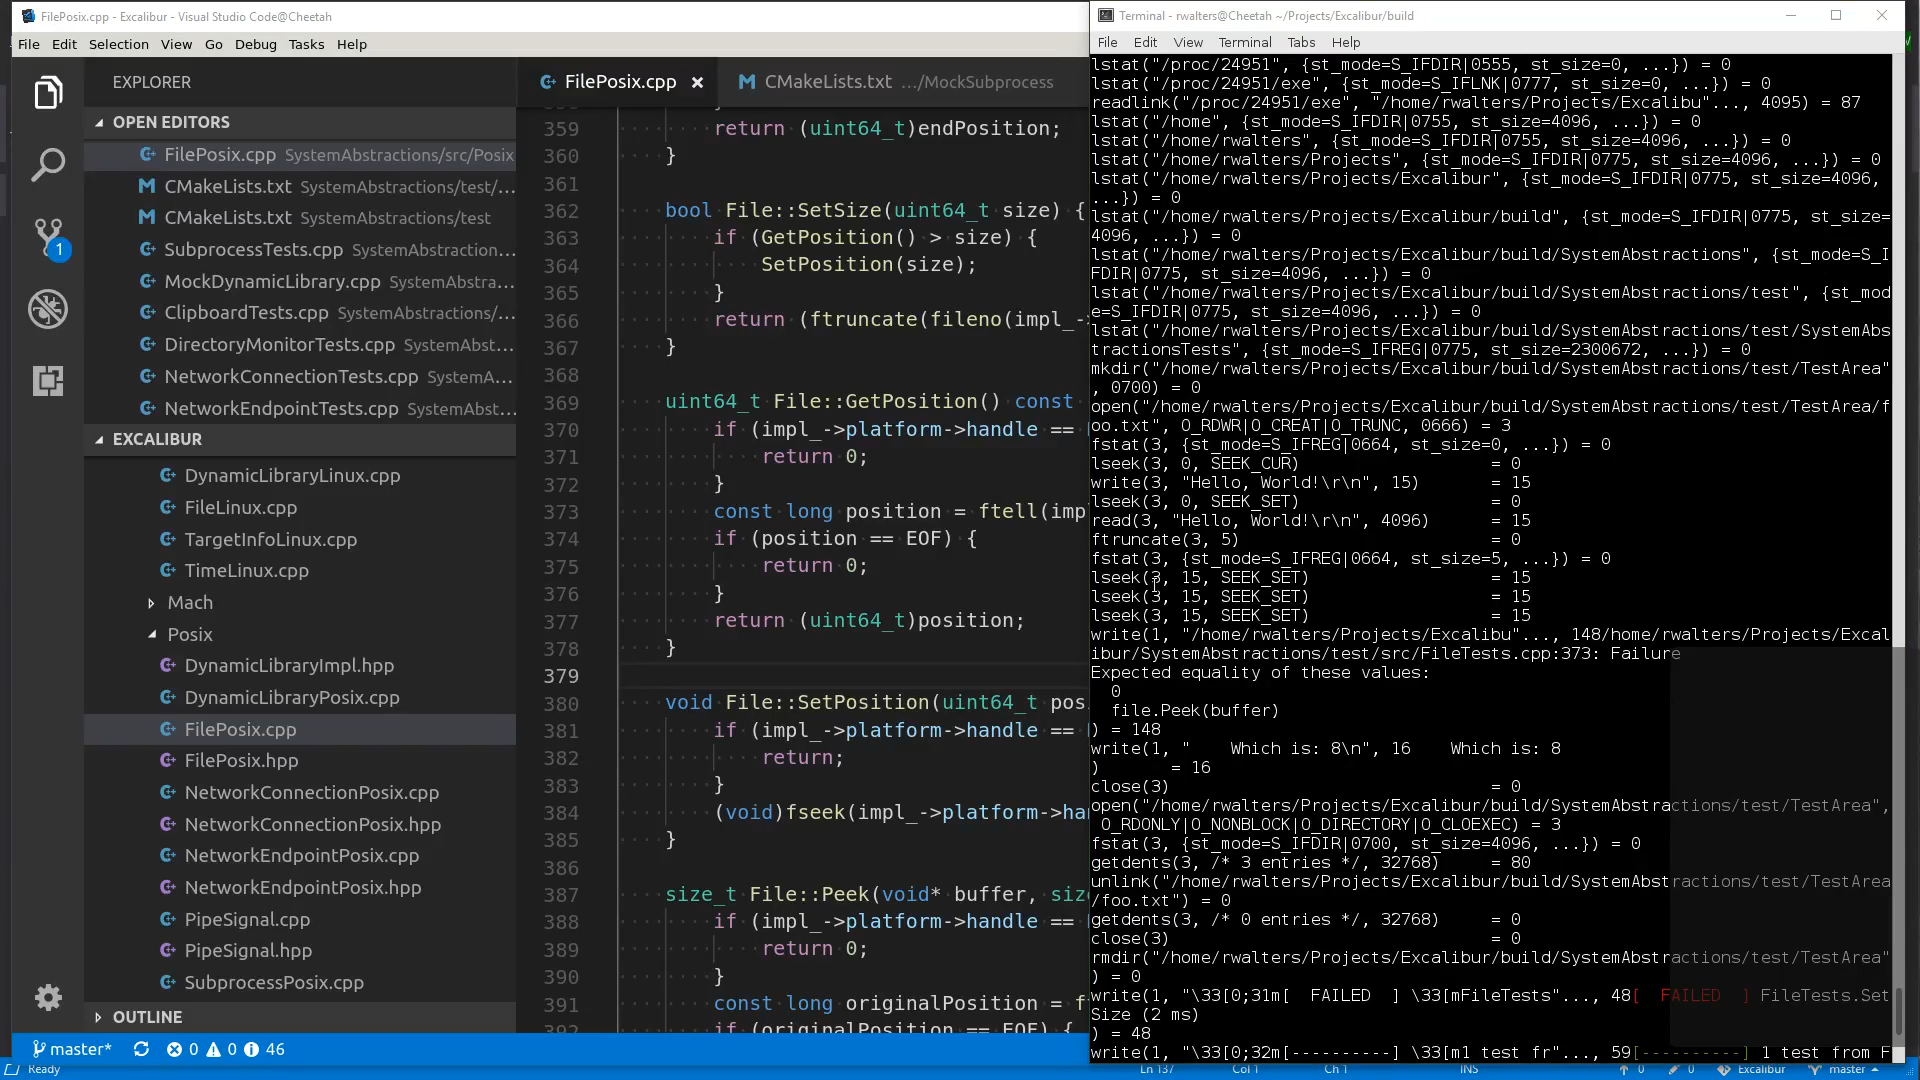 FilePosix.cpp - Excalibur - Visual Studio Code@Cheetah
File Edit Selection View Go Debug Tasks Help
EXPLORER
OPEN EDITORS
FilePosix.cpp SystemAbstractions/src/Posix
CMakeLists.txt SystemAbstractions/test/...
CMakeLists.txt SystemAbstractions/test
SubprocessTests.cpp SystemAbstraction...
MockDynamicLibrary.cpp SystemAbstra...
ClipboardTests.cpp SystemAbstractions/...
DirectoryMonitorTests.cpp SystemAbst...
NetworkConnectionTests.cpp SystemA...
NetworkEndpointTests.cpp SystemAbst...
EXCALIBUR
DynamicLibraryLinux.cpp
FileLinux.cpp
TargetInfoLinux.cpp
TimeLinux.cpp
Mach
Posix
DynamicLibraryImpl.hpp
DynamicLibraryPosix.cpp
FilePosix.cpp
FilePosix.hpp
NetworkConnectionPosix.cpp
NetworkConnectionPosix.hpp
NetworkEndpointPosix.cpp
NetworkEndpointPosix.hpp
PipeSignal.cpp
PipeSignal.hpp
SubprocessPosix.cpp
OUTLINE
1
FilePosix.cpp CMakeLists.txt .../MockSubprocess
359 return (uint64_t)endPosition;
360 }
361
362 bool File::SetSize(uint64_t size) {
363 if (GetPosition() > size) {
364 SetPosition(size);
365 }
366 return (ftruncate(fileno(impl_->
367 }
368
369 uint64_t File::GetPosition() const
370 if (impl_->platform->handle ==
371 return 0;
372 }
373 const long position = ftell(impl
374 if (position == EOF) {
375 return 0;
376 }
377 return (uint64_t)position;
378 }
379
380 void File::SetPosition(uint64_t pos
381 if (impl_->platform->handle ==
382 return;
383 }
384 (void)fseek(impl_->platform->ha
385 }
386
387 size_t File::Peek(void* buffer, siz
388 if (impl_->platform->handle ==
389 return 0;
390 }
391 const long originalPosition = f
392 if (originalPosition == EOF) {
master* 0 0 46
Terminal - rwalters@Cheetah ~/Projects/Excalibur/build
File Edit View Terminal Tabs Help
lstat("/proc/24951", {st_mode=S_IFDIR|0555, st_size=0, ...}) = 0
lstat("/proc/24951/exe", {st_mode=S_IFLNK|0777, st_size=0, ...}) = 0
readlink("/proc/24951/exe", "/home/rwalters/Projects/Excalibu"..., 4095) = 87
lstat("/home", {st_mode=S_IFDIR|0755, st_size=4096, ...}) = 0
lstat("/home/rwalters", {st_mode=S_IFDIR|0755, st_size=4096, ...}) = 0
lstat("/home/rwalters/Projects", {st_mode=S_IFDIR|0775, st_size=4096, ...}) = 0
lstat("/home/rwalters/Projects/Excalibur", {st_mode=S_IFDIR|0775, st_size=4096,
...}) = 0
lstat("/home/rwalters/Projects/Excalibur/build", {st_mode=S_IFDIR|0775, st_size=
4096, ...}) = 0
lstat("/home/rwalters/Projects/Excalibur/build/SystemAbstractions", {st_mode=S_I
FDIR|0775, st_size=4096, ...}) = 0
lstat("/home/rwalters/Projects/Excalibur/build/SystemAbstractions/test", {st_mod
e=S_IFDIR|0775, st_size=4096, ...}) = 0
lstat("/home/rwalters/Projects/Excalibur/build/SystemAbstractions/test/SystemAbs
tractionsTests", {st_mode=S_IFREG|0775, st_size=2300672, ...}) = 0
mkdir("/home/rwalters/Projects/Excalibur/build/SystemAbstractions/test/TestArea"
, 0700) = 0
open("/home/rwalters/Projects/Excalibur/build/SystemAbstractions/test/TestArea/f
oo.txt", O_RDWR|O_CREAT|O_TRUNC, 0666) = 3
fstat(3, {st_mode=S_IFREG|0664, st_size=0, ...}) = 0
lseek(3, 0, SEEK_CUR) = 0
write(3, "Hello, World!\r\n", 15) = 15
lseek(3, 0, SEEK_SET) = 0
read(3, "Hello, World!\r\n", 4096) = 15
ftruncate(3, 5) = 0
fstat(3, {st_mode=S_IFREG|0664, st_size=5, ...}) = 0
lseek(3, 15, SEEK_SET) = 15
lseek(3, 15, SEEK_SET) = 15
lseek(3, 15, SEEK_SET) = 15
write(1, "/home/rwalters/Projects/Excalibu"..., 148/home/rwalters/Projects/Excal
ibur/SystemAbstractions/test/src/FileTests.cpp:373: Failure
Expected equality of these values:
0
file.Peek(buffer)
) = 148
write(1, " Which is: 8\n", 16 Which is: 8
) = 16
close(3) = 0
open("/home/rwalters/Projects/Excalibur/build/SystemAbstractions/test/TestArea",
O_RDONLY|O_NONBLOCK|O_DIRECTORY|O_CLOEXEC) = 3
fstat(3, {st_mode=S_IFDIR|0700, st_size=4096, ...}) = 0
getdents(3, /* 3 entries */, 32768) = 80
unlink("/home/rwalters/Projects/Excalibur/build/SystemAbstractions/test/TestArea
/foo.txt") = 0
getdents(3, /* 0 entries */, 32768) = 0
close(3) = 0
rmdir("/home/rwalters/Projects/Excalibur/build/SystemAbstractions/test/TestArea"
) = 0
write(1, "\33[0;31m[  FAILED  ] \33[mFileTests"..., 48[  FAILED  ] FileTests.Set
Size (2 ms)
) = 48
write(1, "\33[0;32m[----------] \33[m1 test fr"..., 59[----------] 1 test from F
Ready Ln 137 Col 1 Ch 1 INS 0 0 Excalibur master